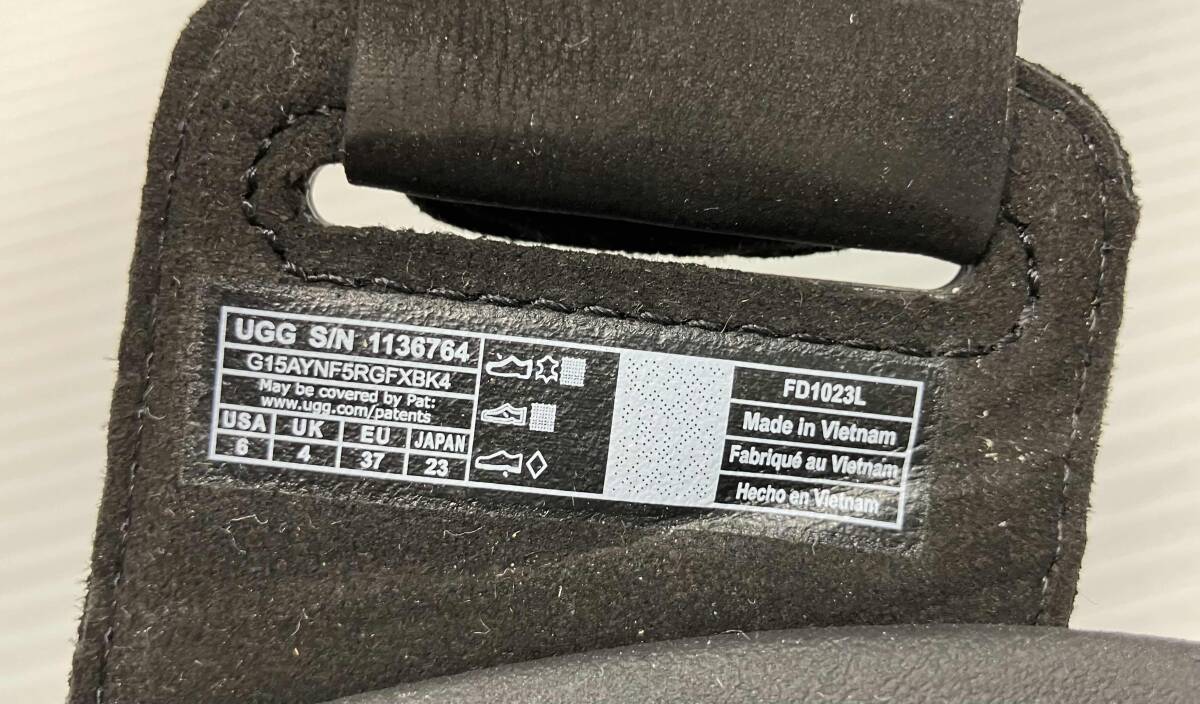 UGG S/N 1136764
G15AYNF5RGFXBK4
May be covered by Pat:
www.ugg.com/patents
USA UK EU JAPAN
6 4 37 23
FD1023L
Made in Vietnam
Fabriqué au Vietnam
Hecho en Vietnam